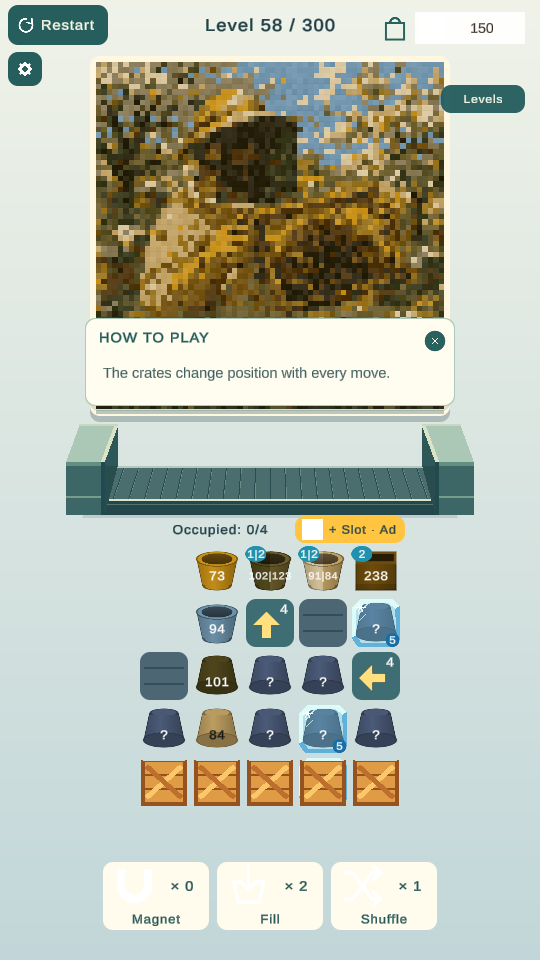 Restart
Level 58 / 300
150
Levels
HOW TO PLAY
The crates change position with every move.
Occupied: 0/4
+ Slot · Ad
1|2 1|2 2
73 102|123 91|84 238
4
94 ? 5
4
101 ? ?
? 84 ? ? 5 ?
× 0 × 2 × 1
Magnet Fill Shuffle